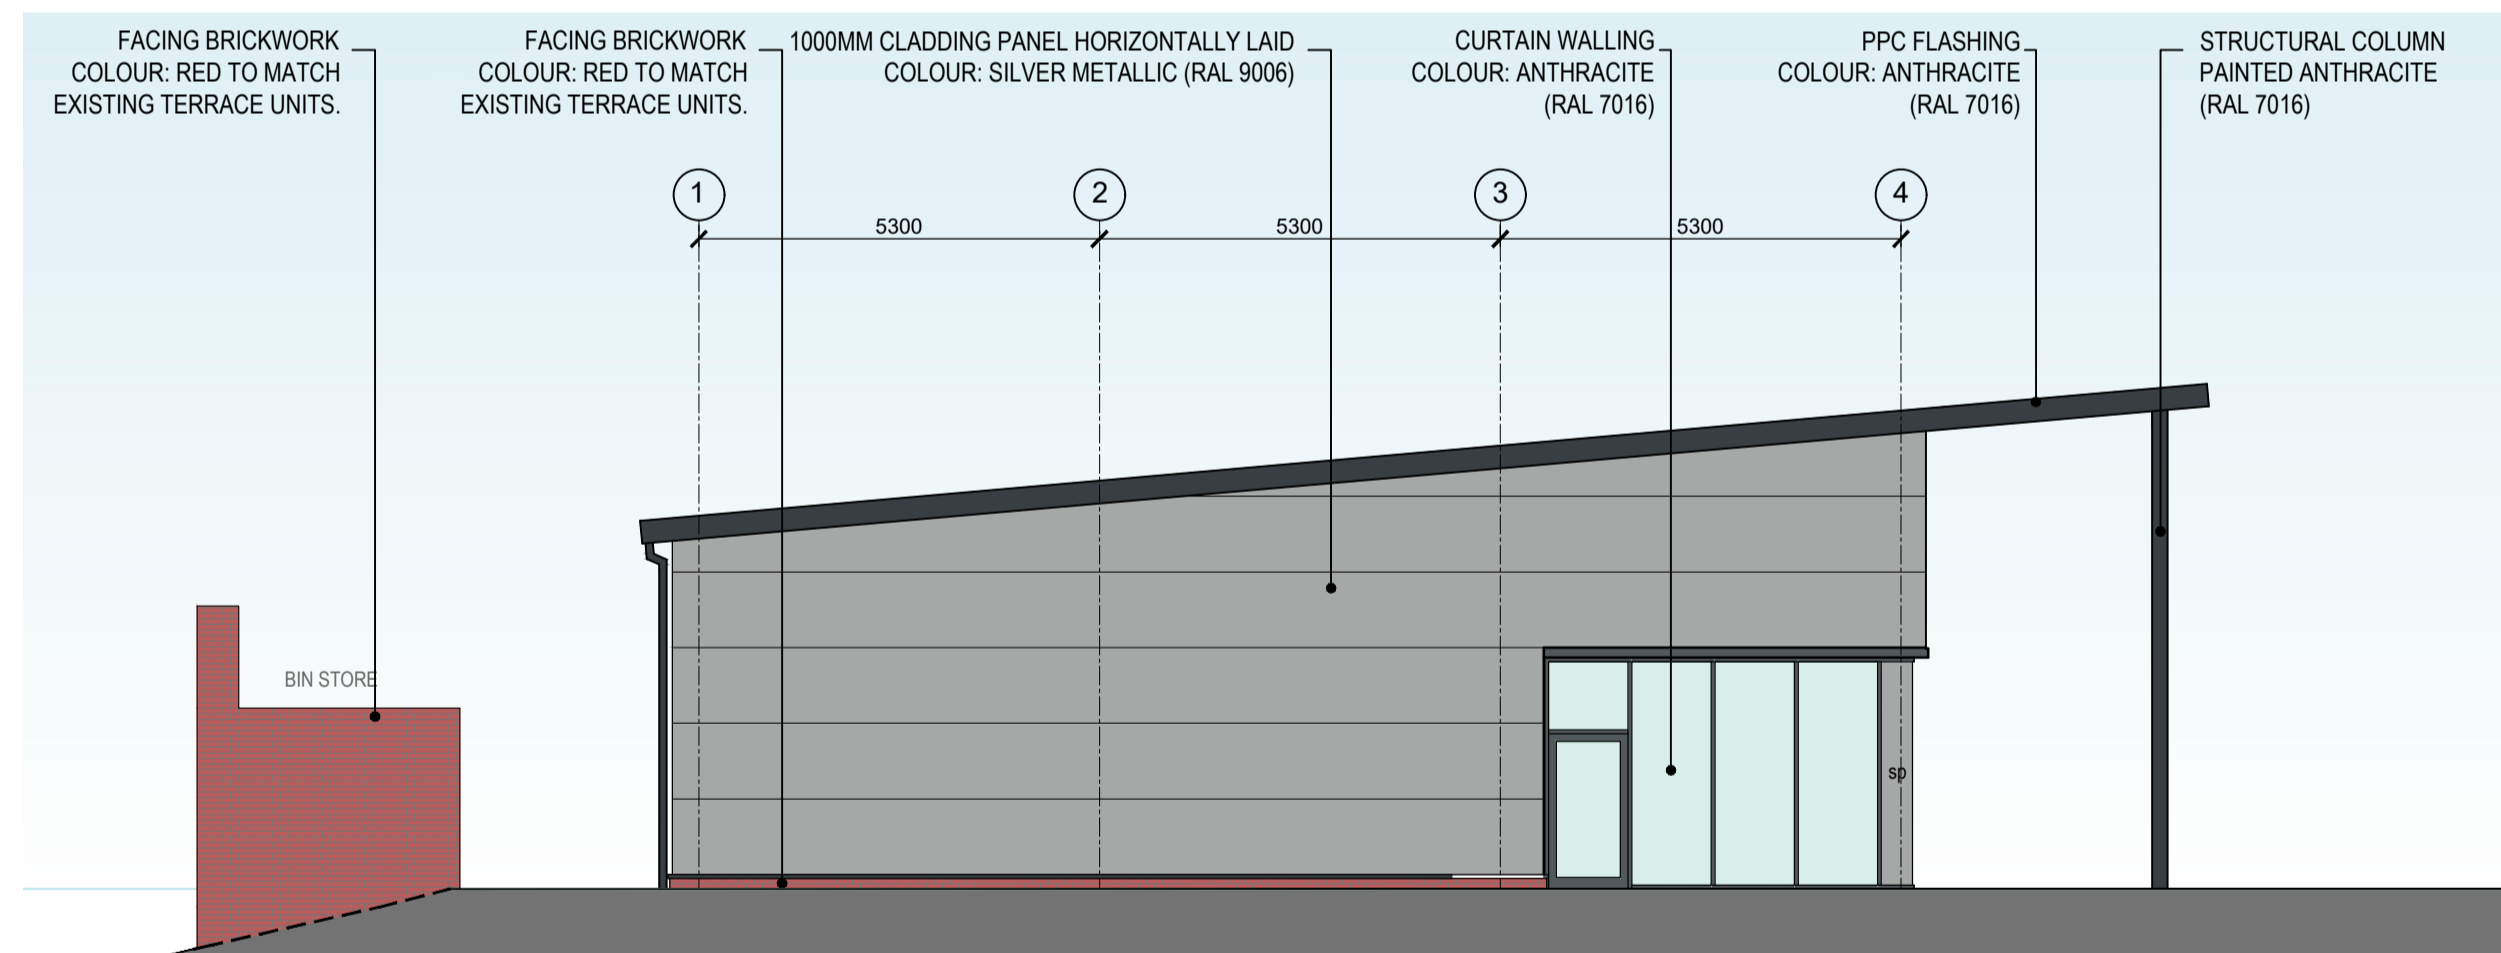 FACING BRICKWORK
COLOUR: RED TO MATCH
EXISTING TERRACE UNITS.
FACING BRICKWORK
COLOUR: RED TO MATCH
EXISTING TERRACE UNITS.
1000MM CLADDING PANEL HORIZONTALLY LAID
COLOUR: SILVER METALLIC (RAL 9006)
CURTAIN WALLING
COLOUR: ANTHRACITE
(RAL 7016)
PPC FLASHING
COLOUR: ANTHRACITE
(RAL 7016)
STRUCTURAL COLUMN
PAINTED ANTHRACITE
(RAL 7016)
1
2
3
4
5300
5300
5300
BIN STORE
sp